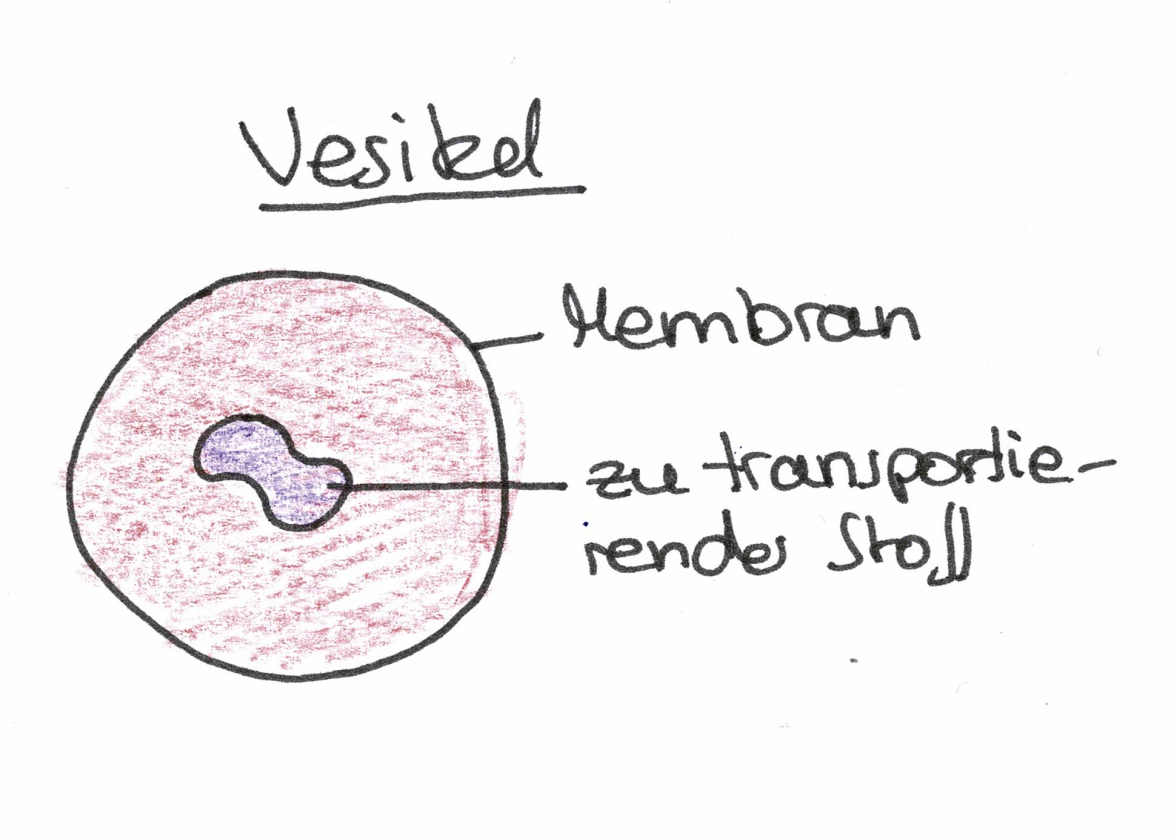 Vesikel
Membran
zu transportie-
render Stoff